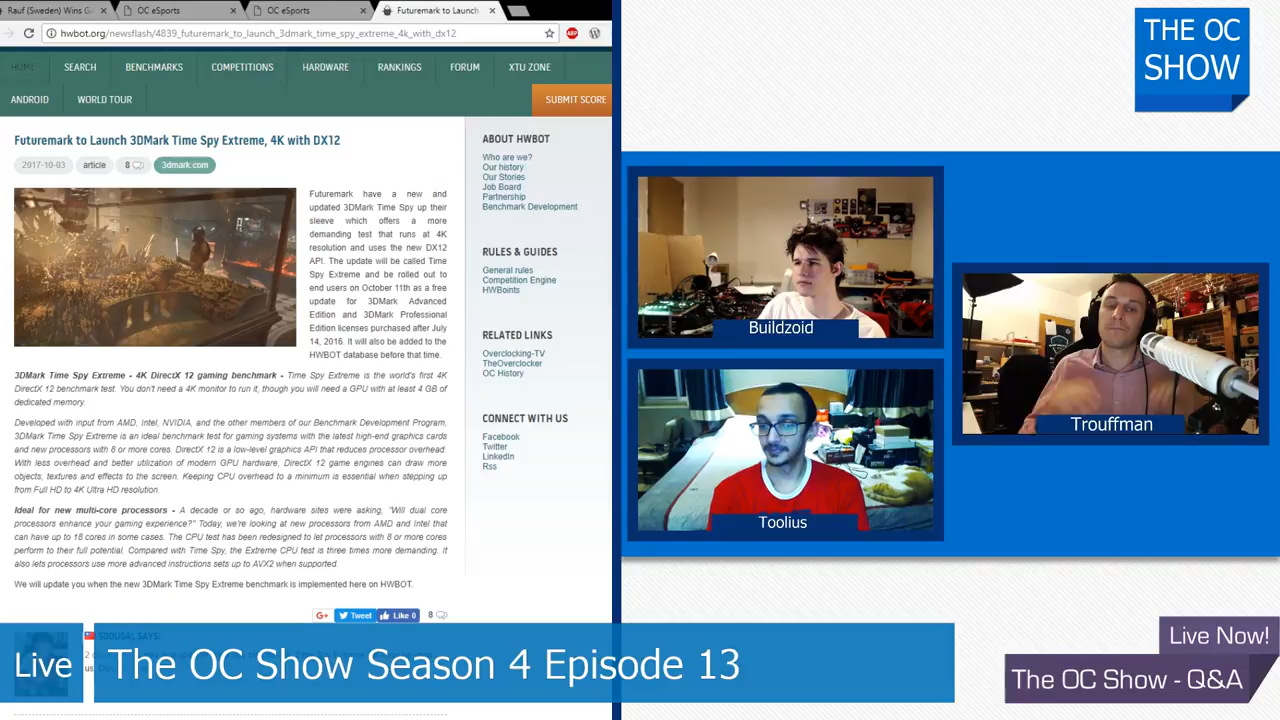 Rauf (Sweden) Wins G
OC eSports
OC eSports
Futuremark to Launch
hwbot.org/newsflash/4839_futuremark_to_launch_3dmark_time_spy_extreme_4k_with_dx12
ABP
HOME SEARCH BENCHMARKS COMPETITIONS HARDWARE RANKINGS FORUM XTU ZONE
ANDROID WORLD TOUR SUBMIT SCORE
Futuremark to Launch 3DMark Time Spy Extreme, 4K with DX12
2017-10-03 article 8 3dmark.com
Futuremark have a new and
updated 3DMark Time Spy up their
sleeve which offers a more
demanding test that runs at 4K
resolution and uses the new DX12
API. The update will be called Time
Spy Extreme and be rolled out to
end users on October 11th as a free
update for 3DMark Advanced
Edition and 3DMark Professional
Edition licenses purchased after July
14, 2016. It will also be added to the
HWBOT database before that time.
3DMark Time Spy Extreme - 4K DirectX 12 gaming benchmark - Time Spy Extreme is the world's first 4K
DirectX 12 benchmark test. You don't need a 4K monitor to run it, though you will need a GPU with at least 4 GB of
dedicated memory.
Developed with input from AMD, Intel, NVIDIA, and the other members of our Benchmark Development Program,
3DMark Time Spy Extreme is an ideal benchmark test for gaming systems with the latest high-end graphics cards
and new processors with 8 or more cores. DirectX 12 is a low-level graphics API that reduces processor overhead.
With less overhead and better utilization of modern GPU hardware, DirectX 12 game engines can draw more
objects, textures and effects to the screen. Keeping CPU overhead to a minimum is essential when stepping up
from Full HD to 4K Ultra HD resolution.
Ideal for new multi-core processors - A decade or so ago, hardware sites were asking, "Will dual core
processors enhance your gaming experience?" Today, we're looking at new processors from AMD and Intel that
can have up to 18 cores in some cases. The CPU test has been redesigned to let processors with 8 or more cores
perform to their full potential. Compared with Time Spy, the Extreme CPU test is three times more demanding. It
also lets processors use more advanced instructions sets up to AVX2 when supported.
We will update you when the new 3DMark Time Spy Extreme benchmark is implemented here on HWBOT.
G+ Tweet Like 0 8
SDOUGAL SAYS:
ABOUT HWBOT
Who are we?
Our history
Our Stories
Job Board
Partnership
Benchmark Development
RULES & GUIDES
General rules
Competition Engine
HWBoints
RELATED LINKS
Overclocking-TV
TheOverclocker
OC History
CONNECT WITH US
Facebook
Twitter
LinkedIn
Rss
THE OC
SHOW
Buildzoid
Trouffman
Toolius
Live The OC Show Season 4 Episode 13
Live Now!
The OC Show - Q&A